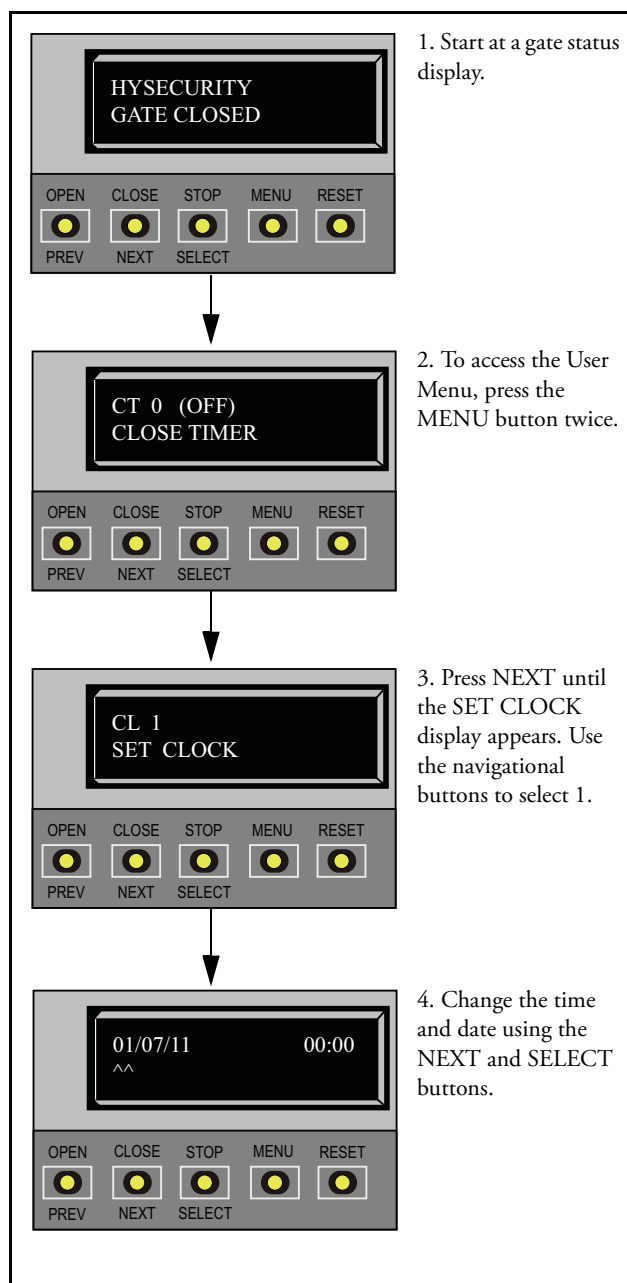 HYSECURITY
GATE CLOSED
OPEN CLOSE STOP MENU RESET
PREV NEXT SELECT
1. Start at a gate status
display.
CT 0 (OFF)
CLOSE TIMER
OPEN CLOSE STOP MENU RESET
PREV NEXT SELECT
2. To access the User
Menu, press the
MENU button twice.
CL 1
SET CLOCK
OPEN CLOSE STOP MENU RESET
PREV NEXT SELECT
3. Press NEXT until
the SET CLOCK
display appears. Use
the navigational
buttons to select 1.
01/07/11 00:00
^^
OPEN CLOSE STOP MENU RESET
PREV NEXT SELECT
4. Change the time
and date using the
NEXT and SELECT
buttons.